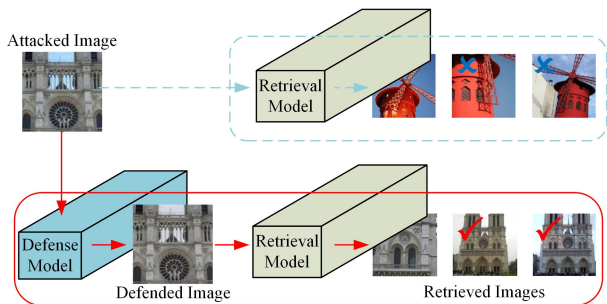 Attacked Image
Retrieval
Model
Defense
Model
Defended Image
Retrieval
Model
Retrieved Images